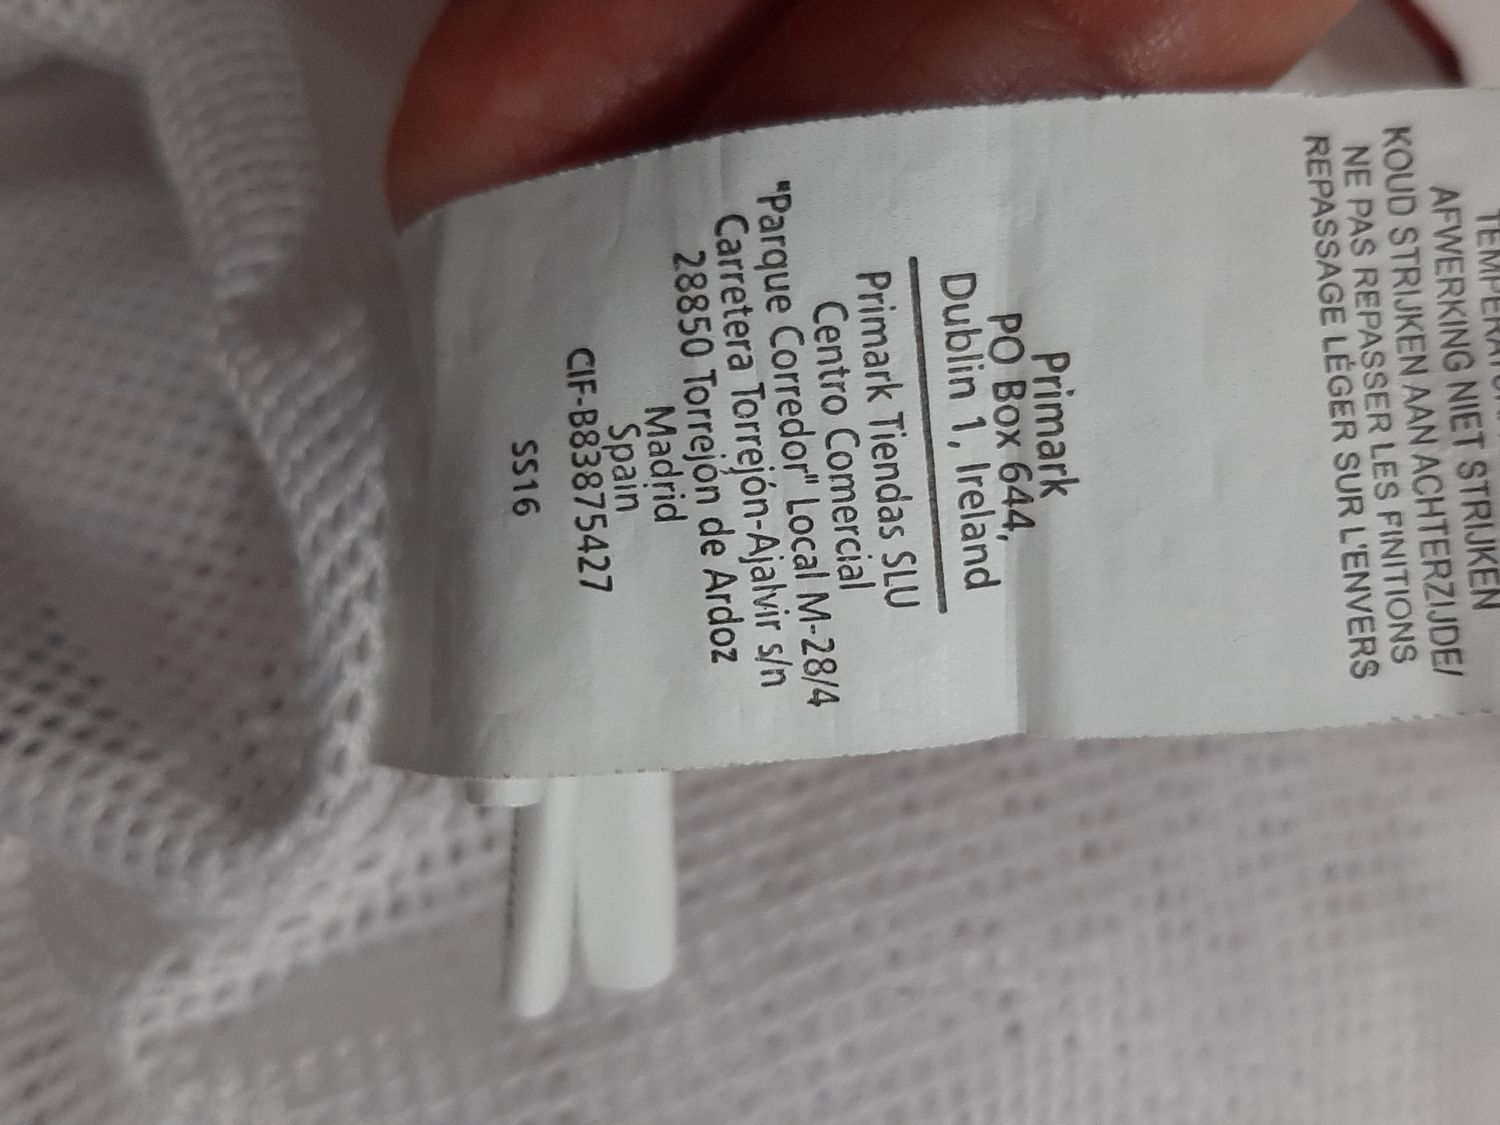 AFWERKING NIET STRIJKEN
KOUD STRIJKEN AAN ACHTERZIJDE/
NE PAS REPASSER LES FINITIONS
REPASSAGE LÉGER SUR L'ENVERS
Primark
PO Box 644,
Dublin 1, Ireland
Primark Tiendas SLU
Centro Comercial
"Parque Corredor" Local M-28/4
Carretera Torrejón-Ajalvir s/n
28850 Torrejón de Ardoz
Madrid
Spain
CIF-B83875427
SS16